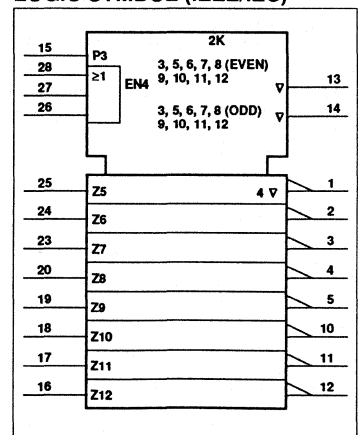 LOGIC SYMBOL (IEEE/IEC)
2K
15 P3 3, 5, 6, 7, 8 (EVEN) 13
28 ≥1 EN4 9, 10, 11, 12 ▽
27 3, 5, 6, 7, 8 (ODD) ▽ 14
26 9, 10, 11, 12
25 Z5 4 ▽ 1
24 Z6 2
23 Z7 3
20 Z8 4
19 Z9 5
18 Z10 10
17 Z11 11
16 Z12 12